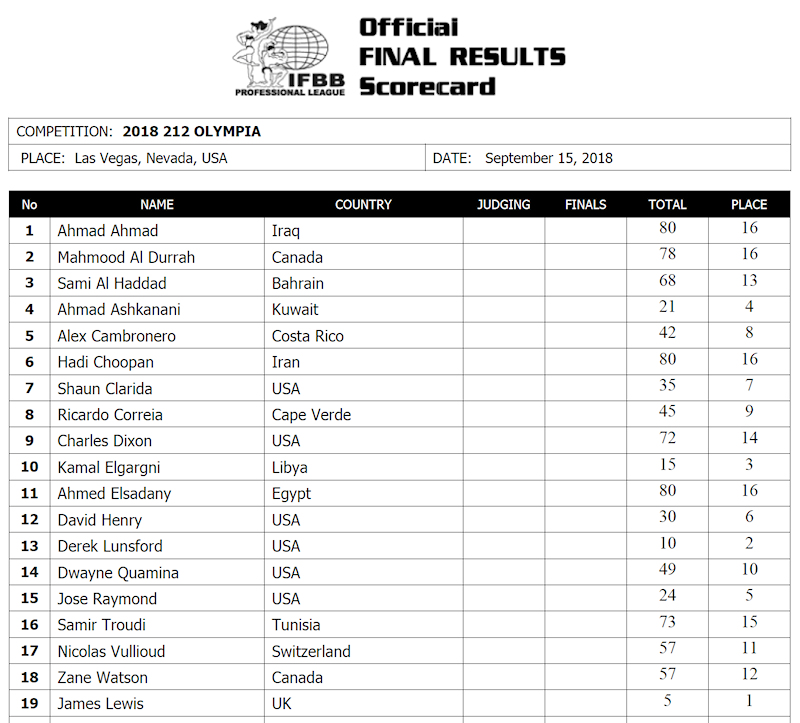 Official
FINAL RESULTS
Scorecard
IFBB
PROFESSIONAL LEAGUE
COMPETITION: 2018 212 OLYMPIA
PLACE: Las Vegas, Nevada, USA DATE: September 15, 2018
No NAME COUNTRY JUDGING FINALS TOTAL PLACE
1 Ahmad Ahmad Iraq 80 16
2 Mahmood Al Durrah Canada 78 16
3 Sami Al Haddad Bahrain 68 13
4 Ahmad Ashkanani Kuwait 21 4
5 Alex Cambronero Costa Rico 42 8
6 Hadi Choopan Iran 80 16
7 Shaun Clarida USA 35 7
8 Ricardo Correia Cape Verde 45 9
9 Charles Dixon USA 72 14
10 Kamal Elgargni Libya 15 3
11 Ahmed Elsadany Egypt 80 16
12 David Henry USA 30 6
13 Derek Lunsford USA 10 2
14 Dwayne Quamina USA 49 10
15 Jose Raymond USA 24 5
16 Samir Troudi Tunisia 73 15
17 Nicolas Vullioud Switzerland 57 11
18 Zane Watson Canada 57 12
19 James Lewis UK 5 1